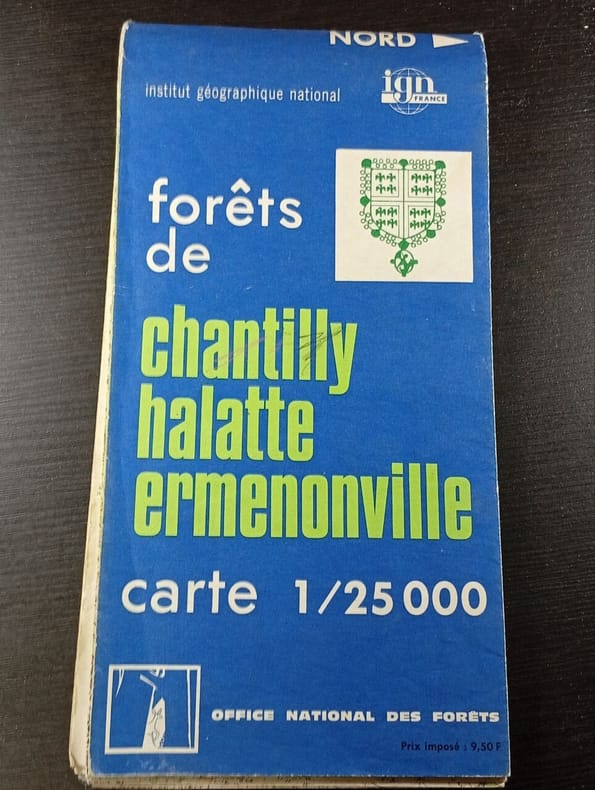 NORD
institut géographique national
ign
FRANCE
forêts
de
chantilly
halatte
ermenonville
carte 1/25 000
OFFICE NATIONAL DES FORÊTS
Prix imposé : 9,50 F